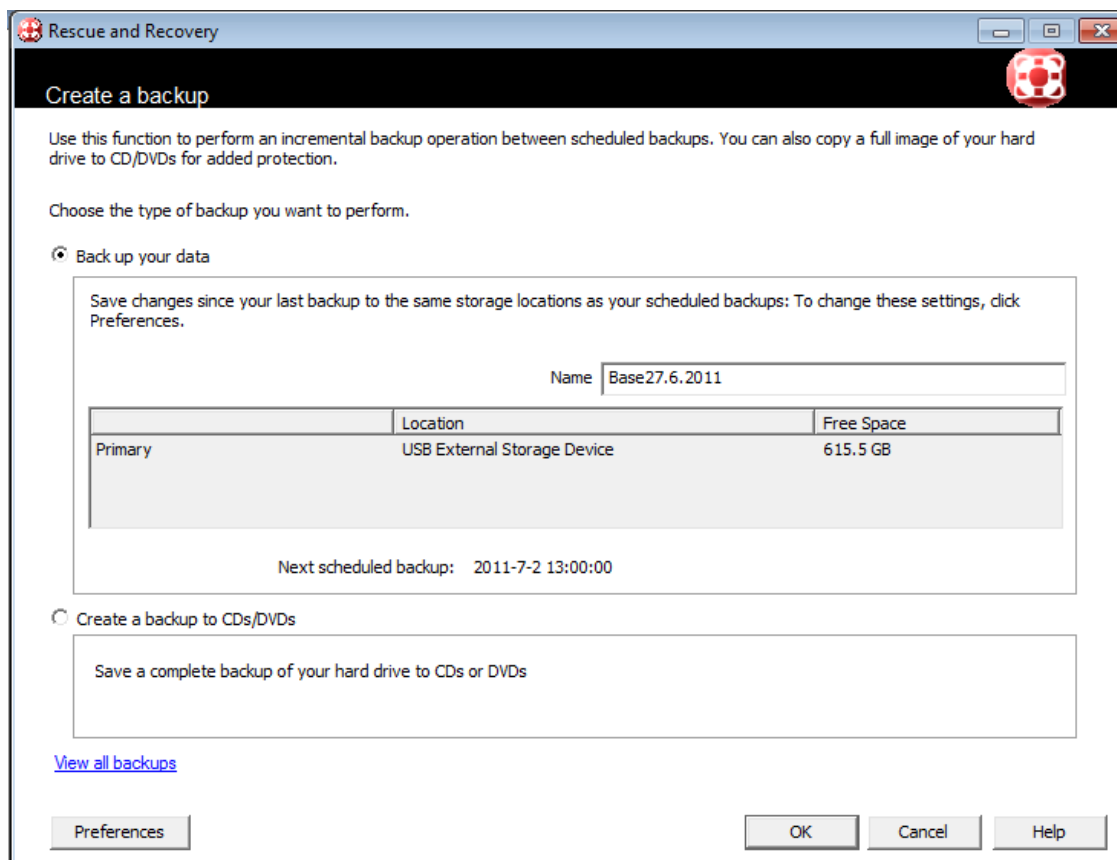 Rescue and Recovery
Create a backup
Use this function to perform an incremental backup operation between scheduled backups. You can also copy a full image of your hard
drive to CD/DVDs for added protection.
Choose the type of backup you want to perform.
Back up your data
Save changes since your last backup to the same storage locations as your scheduled backups: To change these settings, click
Preferences.
Name Base27.6.2011
Location Free Space
Primary USB External Storage Device 615.5 GB
Next scheduled backup: 2011-7-2 13:00:00
Create a backup to CDs/DVDs
Save a complete backup of your hard drive to CDs or DVDs
View all backups
Preferences OK Cancel Help